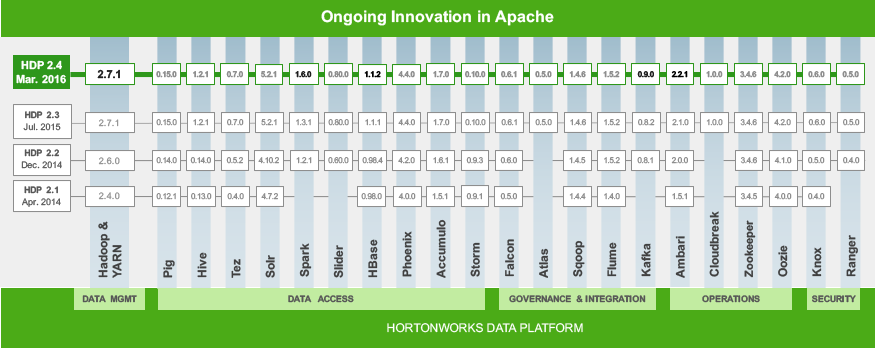 Ongoing Innovation in Apache
HDP 2.4
Mar. 2016
2.7.1 0.15.0 1.2.1 0.7.0 5.2.1 1.6.0 0.80.0 1.1.2 4.4.0 1.7.0 0.10.0 0.6.1 0.5.0 1.4.6 1.5.2 0.9.0 2.2.1 1.0.0 3.4.6 4.2.0 0.6.0 0.5.0
HDP 2.3
Jul. 2015
2.7.1 0.15.0 1.2.1 0.7.0 5.2.1 1.3.1 0.80.0 1.1.1 4.4.0 1.7.0 0.10.0 0.6.1 0.5.0 1.4.6 1.5.2 0.8.2 2.1.0 1.0.0 3.4.6 4.2.0 0.6.0 0.5.0
HDP 2.2
Dec. 2014
2.6.0 0.14.0 0.14.0 0.5.2 4.10.2 1.2.1 0.60.0 0.98.4 4.2.0 1.6.1 0.9.3 0.6.0 1.4.5 1.5.2 0.8.1 2.0.0 3.4.6 4.1.0 0.5.0 0.4.0
HDP 2.1
Apr. 2014
2.4.0 0.12.1 0.13.0 0.4.0 4.7.2 0.98.0 4.0.0 1.5.1 0.9.1 0.5.0 1.4.4 1.4.0 1.5.1 3.4.5 4.0.0 0.4.0
Hadoop &
YARN
Pig
Hive
Tez
Solr
Spark
Slider
HBase
Phoenix
Accumulo
Storm
Falcon
Atlas
Sqoop
Flume
Kafka
Ambari
Cloudbreak
Zookeeper
Oozie
Knox
Ranger
DATA MGMT
DATA ACCESS
GOVERNANCE & INTEGRATION
OPERATIONS
SECURITY
HORTONWORKS DATA PLATFORM